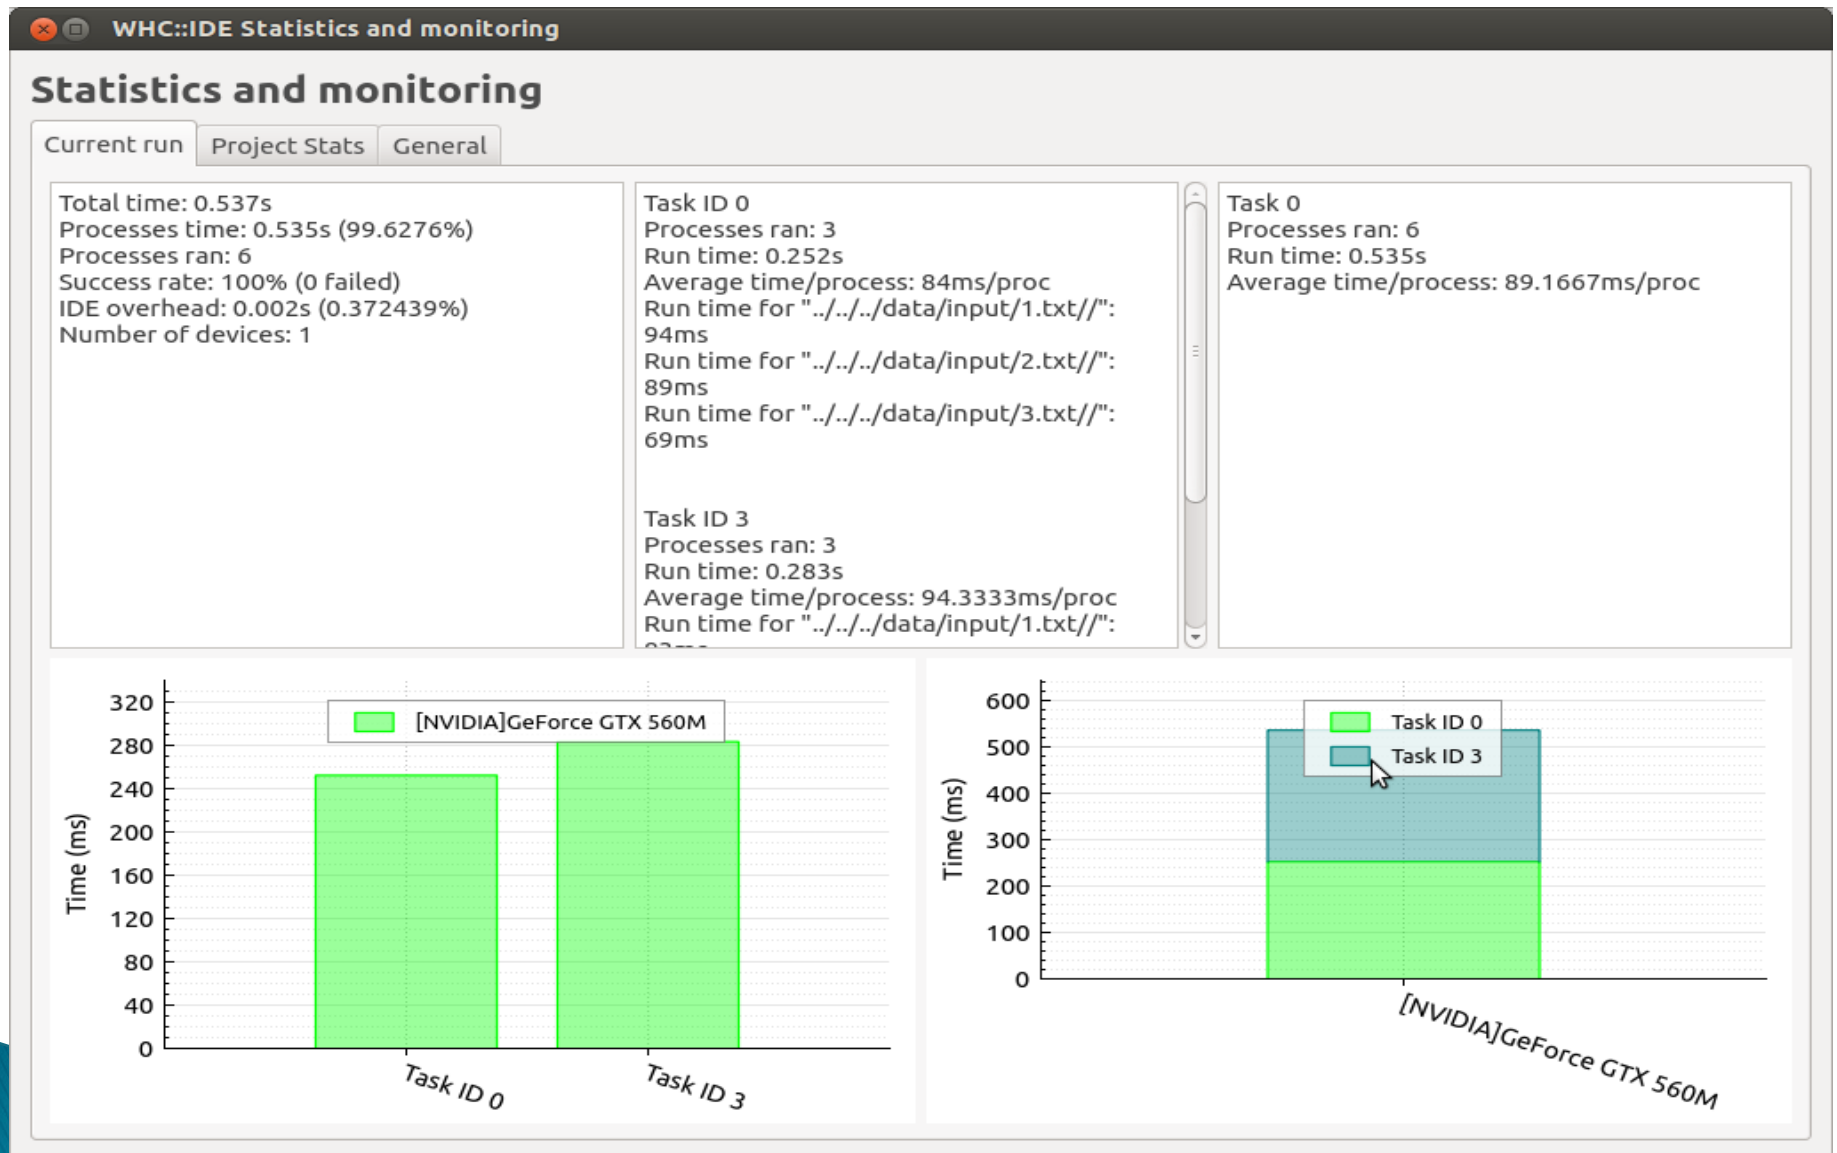 WHC::IDE Statistics and monitoring
Statistics and monitoring
Current run
Project Stats
General
Total time: 0.537s
Processes time: 0.535s (99.6276%)
Processes ran: 6
Success rate: 100% (0 failed)
IDE overhead: 0.002s (0.372439%)
Number of devices: 1
Task ID 0
Processes ran: 3
Run time: 0.252s
Average time/process: 84ms/proc
Run time for "../../../data/input/1.txt//":
94ms
Run time for "../../../data/input/2.txt//":
89ms
Run time for "../../../data/input/3.txt//":
69ms
Task ID 3
Processes ran: 3
Run time: 0.283s
Average time/process: 94.3333ms/proc
Run time for "../../../data/input/1.txt//":
Task 0
Processes ran: 6
Run time: 0.535s
Average time/process: 89.1667ms/proc
[NVIDIA]GeForce GTX 560M
Time (ms)
320
280
240
200
160
120
80
40
0
Task ID 0
Task ID 3
Task ID 0
Task ID 3
Time (ms)
600
500
400
300
200
100
0
[NVIDIA]GeForce GTX 560M